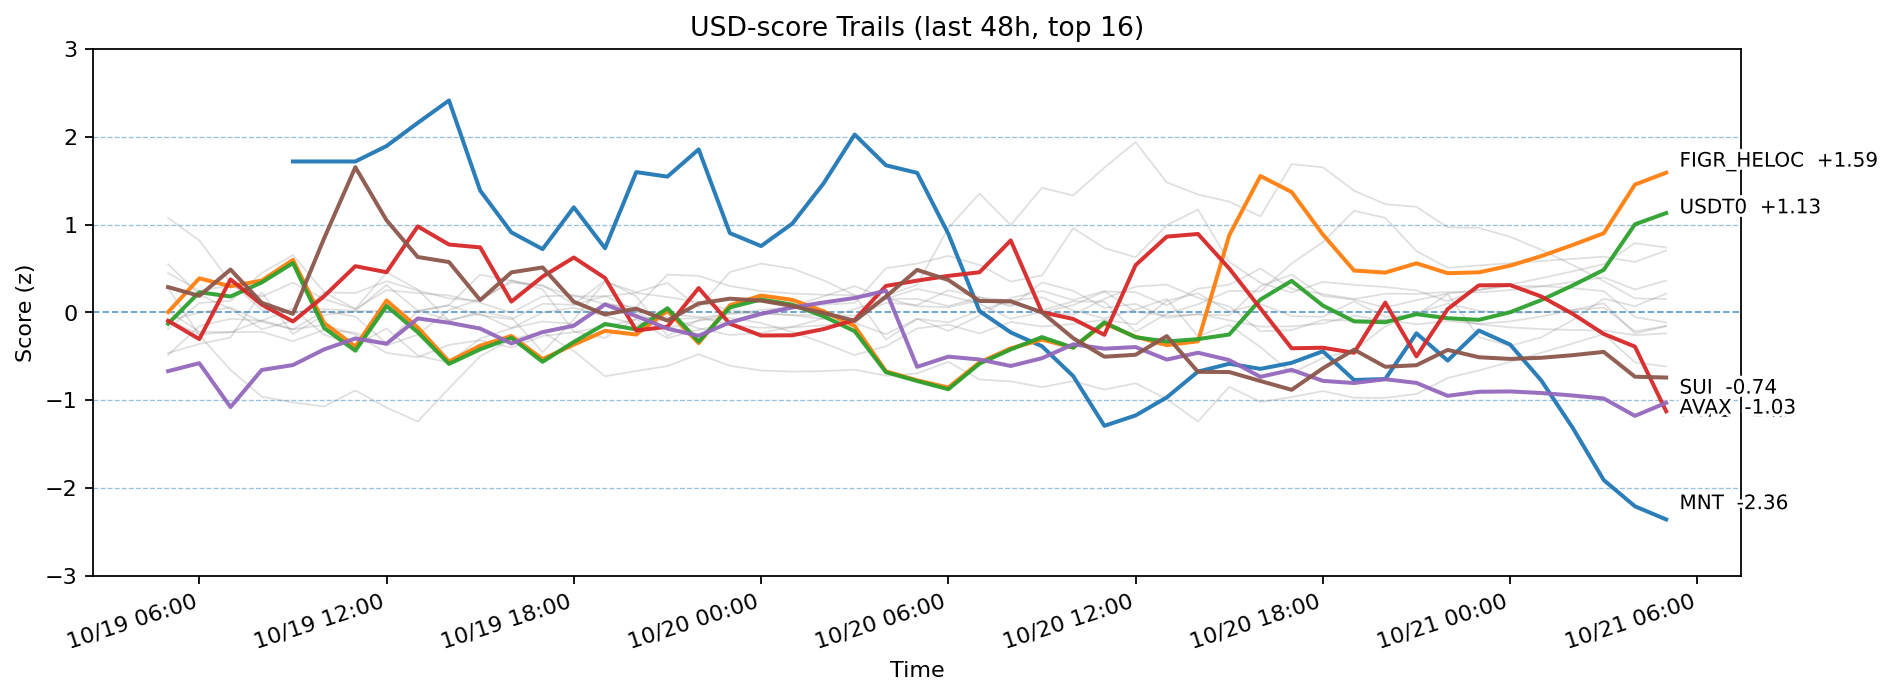 USD-score Trails (last 48h, top 16)
Score (z)
3
2
1
0
−1
−2
−3
FIGR_HELOC +1.59
USDT0 +1.13
SUI -0.74
AVAX -1.03
MNT -2.36
10/19 06:00
10/19 12:00
10/19 18:00
10/20 00:00
10/20 06:00
10/20 12:00
10/20 18:00
10/21 00:00
10/21 06:00
Time